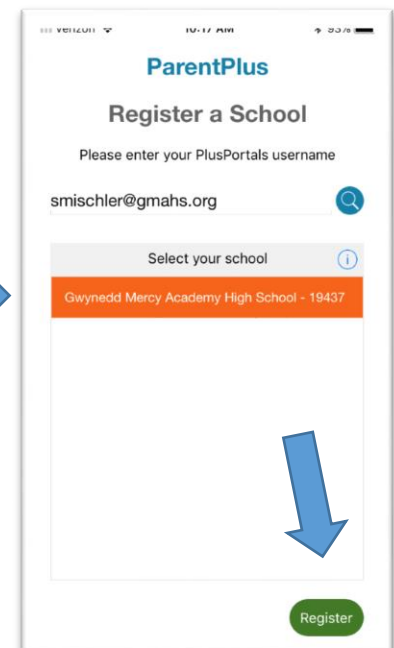 ParentPlus
Register a School
Please enter your PlusPortals username
smischler@gmahs.org
Select your school
Gwynedd Mercy Academy High School - 19437
Register